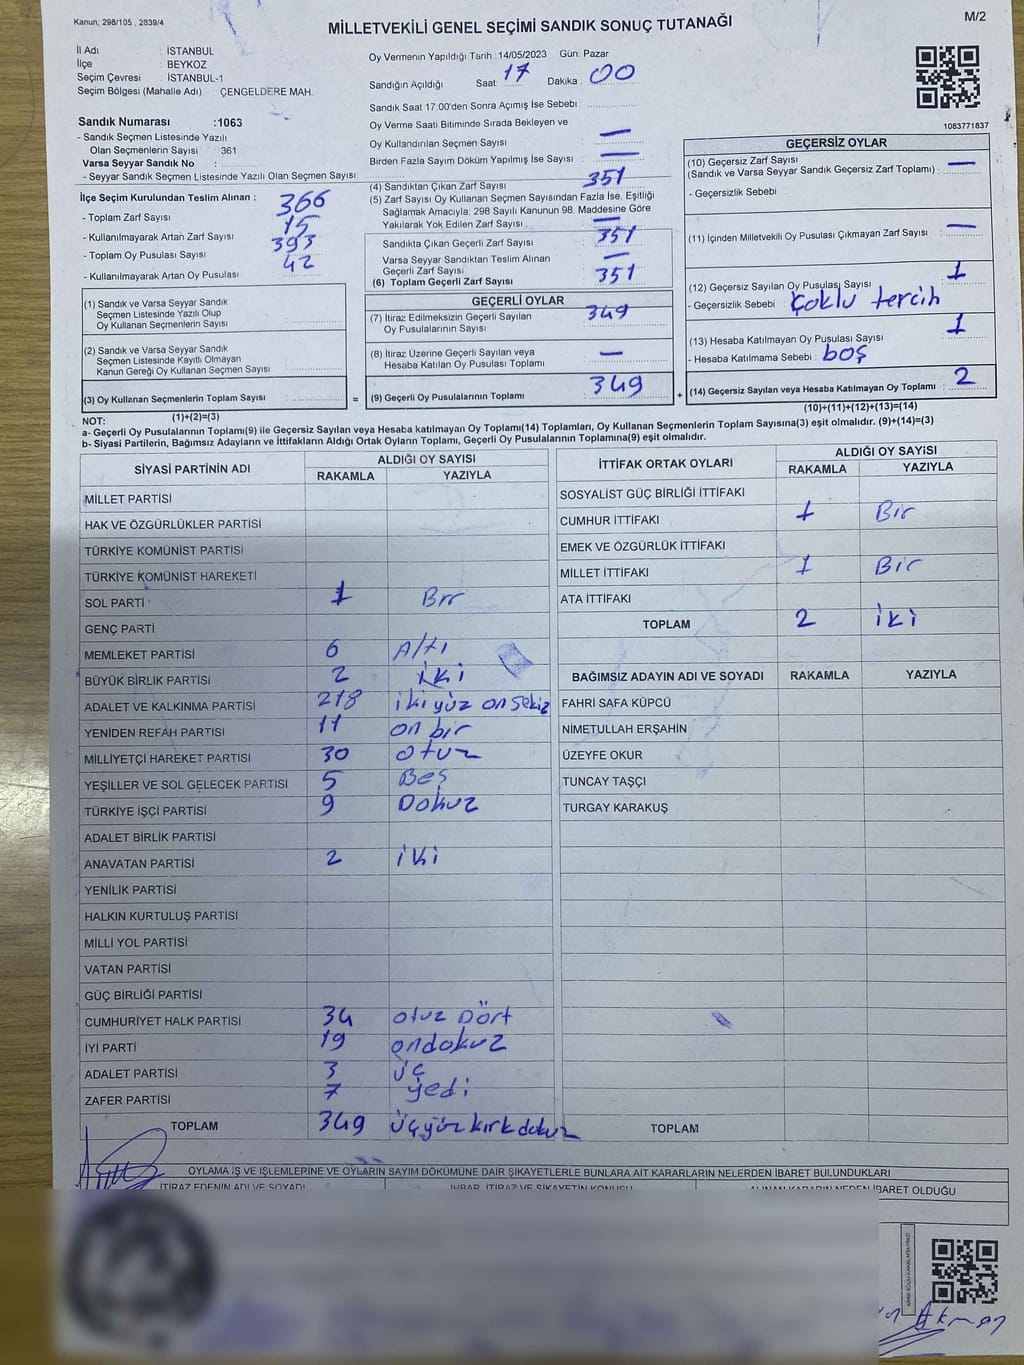 Kanun; 298/105 , 2839/4
MİLLETVEKİLİ GENEL SEÇİMİ SANDIK SONUÇ TUTANAĞI
M/2
İl Adı : İSTANBUL
İlçe : BEYKOZ
Seçim Çevresi : İSTANBUL-1
Seçim Bölgesi (Mahalle Adı) : ÇENGELDERE MAH.
Oy Vermenin Yapıldığı Tarih :14/05/2023 Gün: Pazar
Sandığın Açıldığı Saat: 17 Dakika : 00
Sandık Saat 17:00'den Sonra Açımış İse Sebebi :
Oy Verme Saati Bitiminde Sırada Bekleyen ve
Oy Kullandırılan Seçmen Sayısı : —
Birden Fazla Sayım Döküm Yapılmış İse Sayısı : —
1083771837
Sandık Numarası :1063
- Sandık Seçmen Listesinde Yazılı
Olan Seçmenlerin Sayısı : 361
Varsa Seyyar Sandık No :
- Seyyar Sandık Seçmen Listesinde Yazılı Olan Seçmen Sayısı:
İlçe Seçim Kurulundan Teslim Alınan ;
- Toplam Zarf Sayısı : 366
- Kullanılmayarak Artan Zarf Sayısı : 15
- Toplam Oy Pusulası Sayısı : 393
- Kullanılmayarak Artan Oy Pusulası : 42
(1) Sandık ve Varsa Seyyar Sandık
Seçmen Listesinde Yazılı Olup
Oy Kullanan Seçmenlerin Sayısı :
(2) Sandık ve Varsa Seyyar Sandık
Seçmen Listesinde Kayıtlı Olmayan
Kanun Gereği Oy Kullanan Seçmen Sayısı :
(3) Oy Kullanan Seçmenlerin Toplam Sayısı :
(1)+(2)=(3)
(4) Sandıktan Çıkan Zarf Sayısı : 351
(5) Zarf Sayısı Oy Kullanan Seçmen Sayısından Fazla İse, Eşitliği
Sağlamak Amacıyla; 298 Sayılı Kanunun 98. Maddesine Göre
Yakılarak Yok Edilen Zarf Sayısı : —
Sandıkta Çıkan Geçerli Zarf Sayısı : 351
Varsa Seyyar Sandıktan Teslim Alınan
Geçerli Zarf Sayısı : —
(6) Toplam Geçerli Zarf Sayısı : 351
GEÇERLİ OYLAR
(7) İtiraz Edilmeksizin Geçerli Sayılan
Oy Pusulalarının Sayısı : 349
(8) İtiraz Üzerine Geçerli Sayılan veya
Hesaba Katılan Oy Pusulası Toplamı : —
= (9) Geçerli Oy Pusulalarının Toplamı : 349 +
GEÇERSİZ OYLAR
(10) Geçersiz Zarf Sayısı
(Sandık ve Varsa Seyyar Sandık Geçersiz Zarf Toplamı) : —
- Geçersizlik Sebebi :
(11) İçinden Milletvekili Oy Pusulası Çıkmayan Zarf Sayısı : —
(12) Geçersiz Sayılan Oy Pusulası Sayısı : 1
- Geçersizlik Sebebi : Çoklu tercih
(13) Hesaba Katılmayan Oy Pusulası Sayısı : 1
- Hesaba Katılmama Sebebi : boş
(14) Geçersiz Sayılan veya Hesaba Katılmayan Oy Toplamı : 2
(10)+(11)+(12)+(13)=(14)
NOT:
a- Geçerli Oy Pusulalarının Toplamı(9) ile Geçersiz Sayılan veya Hesaba katılmayan Oy Toplamı(14) Toplamları, Oy Kullanan Seçmenlerin Toplam Sayısına(3) eşit olmalıdır. (9)+(14)=(3)
b- Siyasi Partilerin, Bağımsız Adayların ve İttifakların Aldığı Ortak Oyların Toplamı, Geçerli Oy Pusulalarının Toplamına(9) eşit olmalıdır.
SİYASİ PARTİNİN ADI ALDIĞI OY SAYISI
RAKAMLA YAZIYLA
MİLLET PARTİSİ
HAK VE ÖZGÜRLÜKLER PARTİSİ
TÜRKİYE KOMÜNİST PARTİSİ
TÜRKİYE KOMÜNİST HAREKETİ
SOL PARTİ 1 Bir
GENÇ PARTİ
MEMLEKET PARTİSİ 6 Altı
BÜYÜK BİRLİK PARTİSİ 2 iki
ADALET VE KALKINMA PARTİSİ 218 iki yüz on sekiz
YENİDEN REFAH PARTİSİ 11 on bir
MİLLİYETÇİ HAREKET PARTİSİ 30 otuz
YEŞİLLER VE SOL GELECEK PARTİSİ 5 Beş
TÜRKİYE İŞÇİ PARTİSİ 9 Dokuz
ADALET BİRLİK PARTİSİ
ANAVATAN PARTİSİ 2 iki
YENİLİK PARTİSİ
HALKIN KURTULUŞ PARTİSİ
MİLLİ YOL PARTİSİ
VATAN PARTİSİ
GÜÇ BİRLİĞİ PARTİSİ
CUMHURİYET HALK PARTİSİ 34 otuz Dört
İYİ PARTİ 19 ondokuz
ADALET PARTİSİ 3 üç
ZAFER PARTİSİ 7 yedi
TOPLAM 349 üçyüz kırk dokuz
İTTİFAK ORTAK OYLARI ALDIĞI OY SAYISI
RAKAMLA YAZIYLA
SOSYALİST GÜÇ BİRLİĞİ İTTİFAKI
CUMHUR İTTİFAKI 1 Bir
EMEK VE ÖZGÜRLÜK İTTİFAKI
MİLLET İTTİFAKI 1 Bir
ATA İTTİFAKI
TOPLAM 2 iki
BAĞIMSIZ ADAYIN ADI VE SOYADI RAKAMLA YAZIYLA
FAHRİ SAFA KÜPCÜ
NİMETULLAH ERŞAHİN
ÜZEYFE OKUR
TUNCAY TAŞÇI
TURGAY KARAKUŞ
TOPLAM
OYLAMA İŞ VE İŞLEMLERİNE VE OYLARIN SAYIM DÖKÜMÜNE DAİR ŞİKAYETLERLE BUNLARA AİT KARARLARIN NELERDEN İBARET BULUNDUKLARI
İTİRAZ EDENİN ADI VE SOYADI İHBAR, İTİRAZ VE ŞİKAYETİN KONUSU ALINAN KARARIN NEDEN İBARET OLDUĞU
Akman